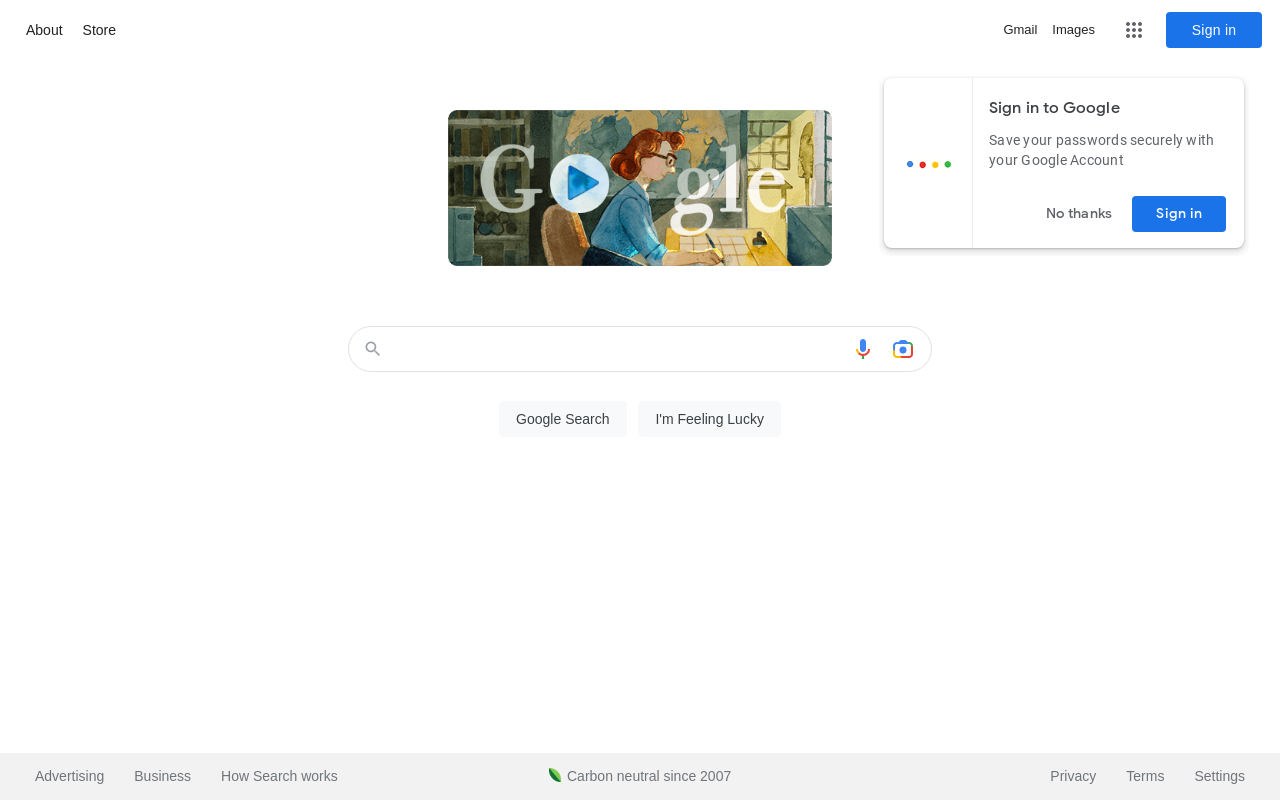 About Store
Gmail Images
Sign in
Google
Sign in to Google
Save your passwords securely with
your Google Account
No thanks
Sign in
Google Search
I'm Feeling Lucky
Advertising Business How Search works
Carbon neutral since 2007
Privacy Terms Settings